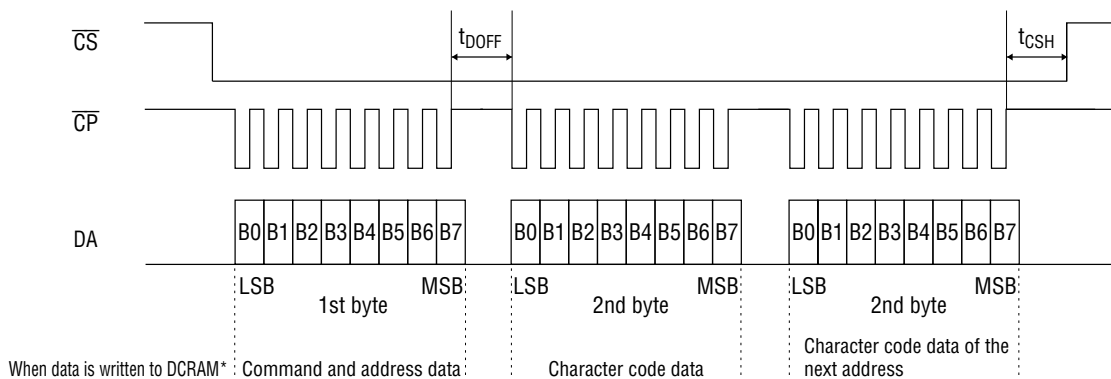 CS
tDOFF
tCSH
CP
DA
B0 B1 B2 B3 B4 B5 B6 B7
B0 B1 B2 B3 B4 B5 B6 B7
B0 B1 B2 B3 B4 B5 B6 B7
LSB
MSB
LSB
MSB
LSB
MSB
1st byte
2nd byte
2nd byte
When data is written to DCRAM*
Command and address data
Character code data
Character code data of the
next address